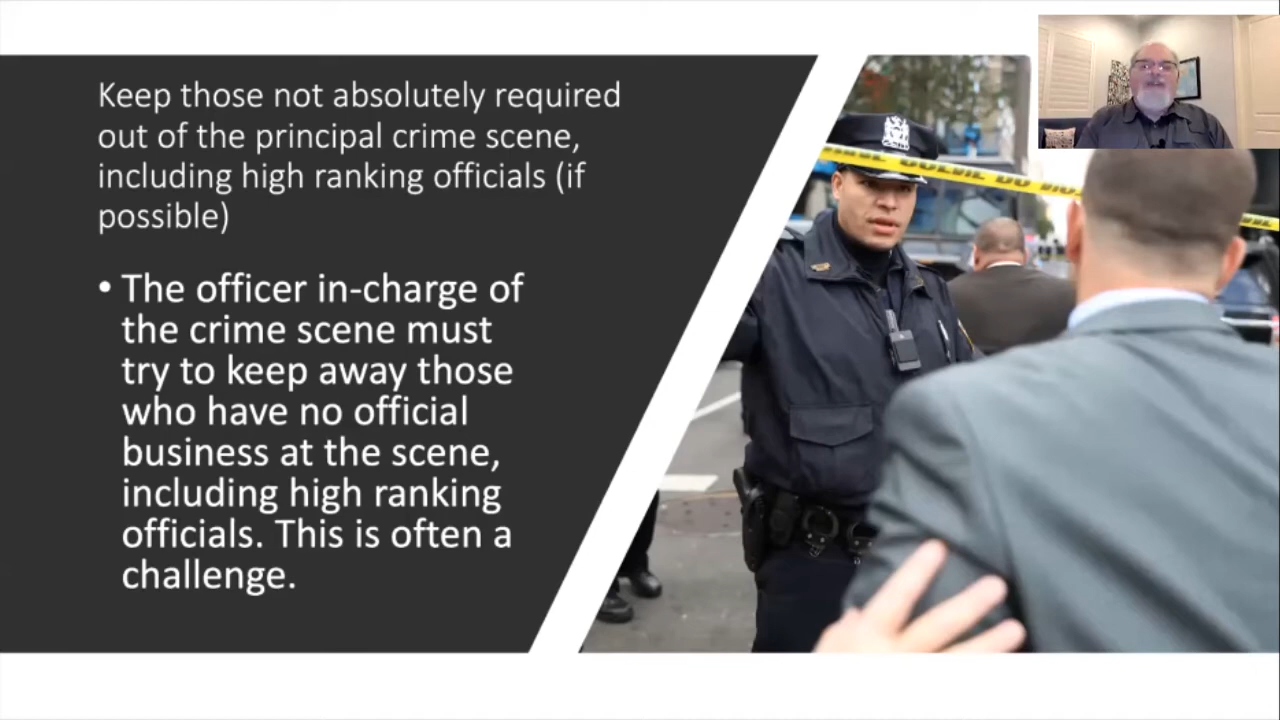 Keep those not absolutely required
out of the principal crime scene,
including high ranking officials (if
possible)
• The officer in-charge of
the crime scene must
try to keep away those
who have no official
business at the scene,
including high ranking
officials. This is often a
challenge.